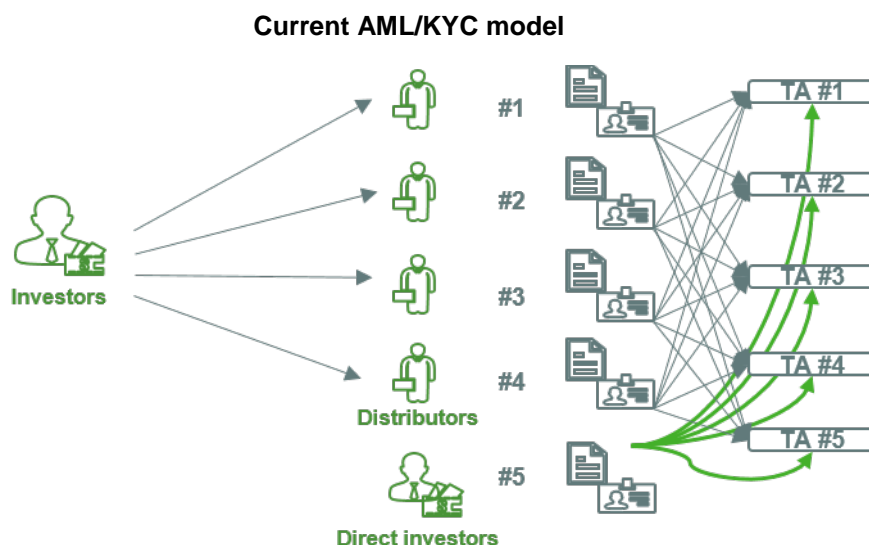 Current AML/KYC model
#1
TA #1
#2
TA #2
Investors
#3
TA #3
#4
TA #4
Distributors
TA #5
#5
Direct investors